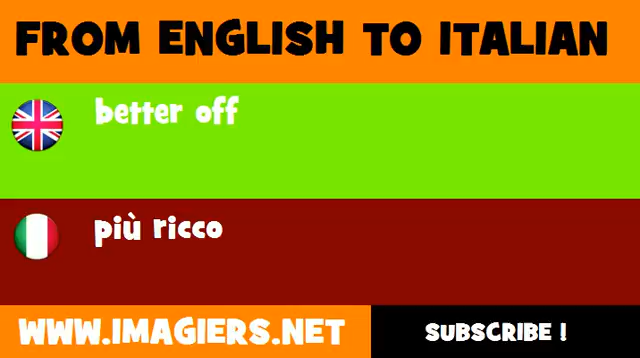 FROM ENGLISH TO ITALIAN
better off
più ricco
WWW.IMAGIERS.NET
SUBSCRIBE !